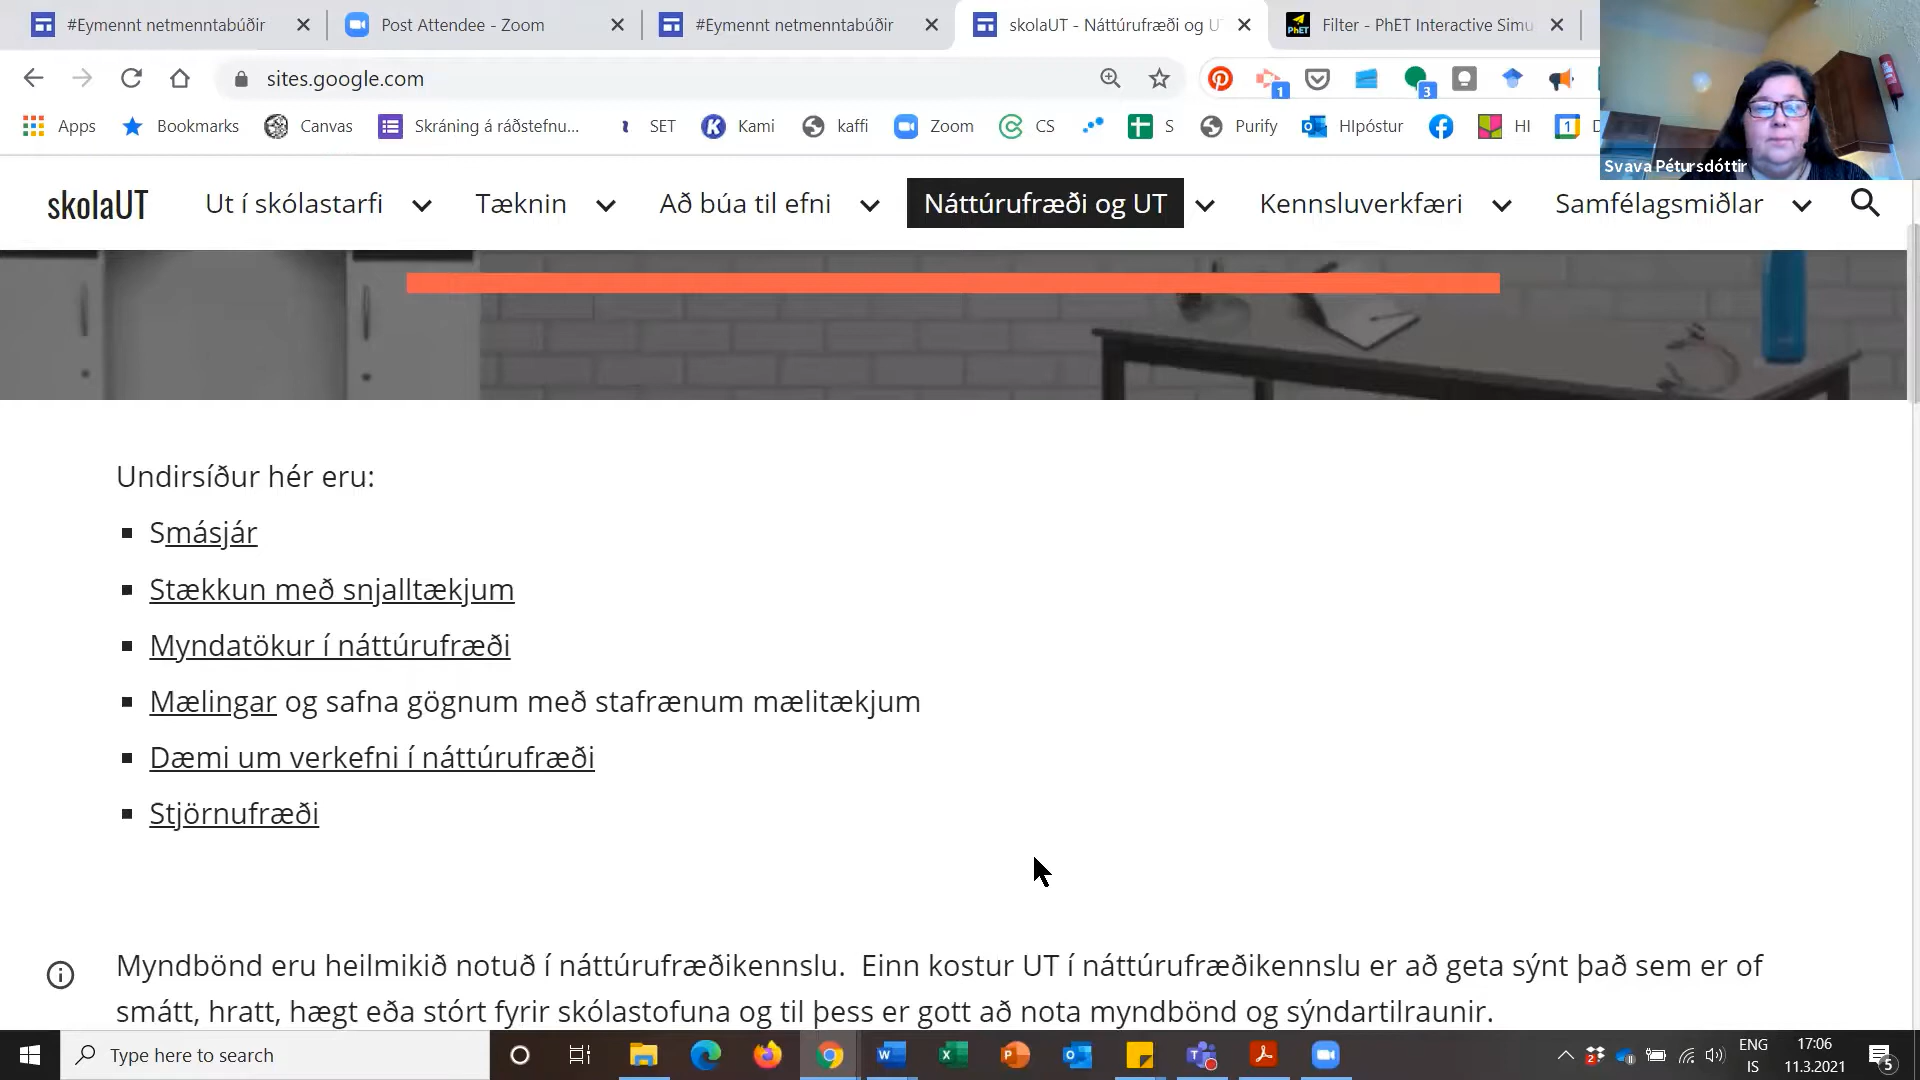 #Eymennt netmenntabúðir
Post Attendee - Zoom
#Eymennt netmenntabúðir
skolaUT - Náttúrufræði og U
Filter - PhET Interactive Simu
sites.google.com
1
3
Apps
Bookmarks
Canvas
Skráning á ráðstefnu...
SET
Kami
kaffi
Zoom
CS
S
Purify
HIpóstur
HI
Svava Pétursdóttir
skolaUT
Ut í skólastarfi
Tæknin
Að búa til efni
Náttúrufræði og UT
Kennsluverkfæri
Samfélagsmiðlar
Undirsíður hér eru:
Smásjár
Stækkun með snjalltækjum
Myndatökur í náttúrufræði
Mælingar og safna gögnum með stafrænum mælitækjum
Dæmi um verkefni í náttúrufræði
Stjörnufræði
Myndbönd eru heilmikið notuð í náttúrufræðikennslu. Einn kostur UT í náttúrufræðikennslu er að geta sýnt það sem er of
smátt, hratt, hægt eða stórt fyrir skólastofuna og til þess er gott að nota myndbönd og sýndartilraunir.
Type here to search
ENG
IS
17:06
11.3.2021
5